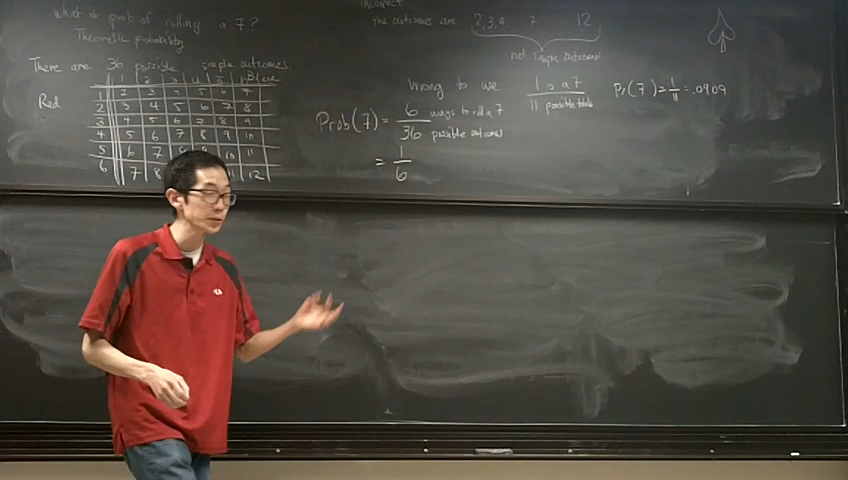 what is prob of rolling a 7?
Theoretic probability
There are 36 possible simple outcomes.
Incorrect
the outcomes are 2,3,4 7 12
not simple outcomes
Red
1 2 3 4 5 6 Blue
1 2 3 4 5 6 7
2 3 4 5 6 7 8
3 4 5 6 7 8 9
4 5 6 7 8 9 10
5 6 7 8 9 10 11
6 7 8 11 12
Prob(7) = 6 ways to roll a 7
36 possible outcomes
= 1
6
wrong to use
1 = a 7
11 possible totals
Pr(7) = 1/11 = .0909